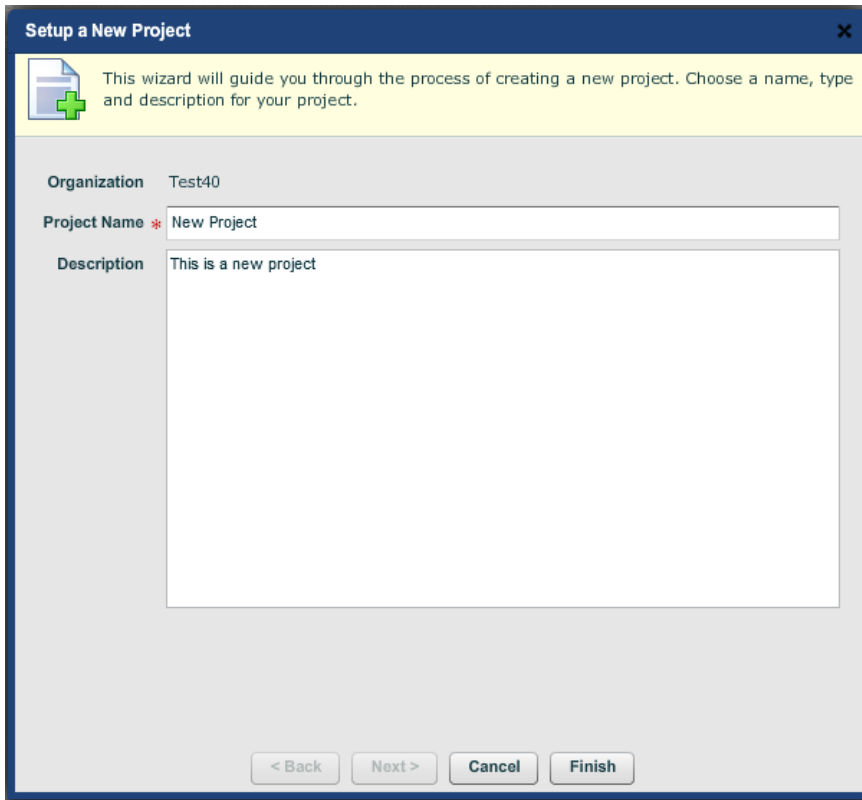 Setup a New Project
This wizard will guide you through the process of creating a new project. Choose a name, type
and description for your project.
Organization Test40
Project Name * New Project
Description This is a new project
< Back Next > Cancel Finish